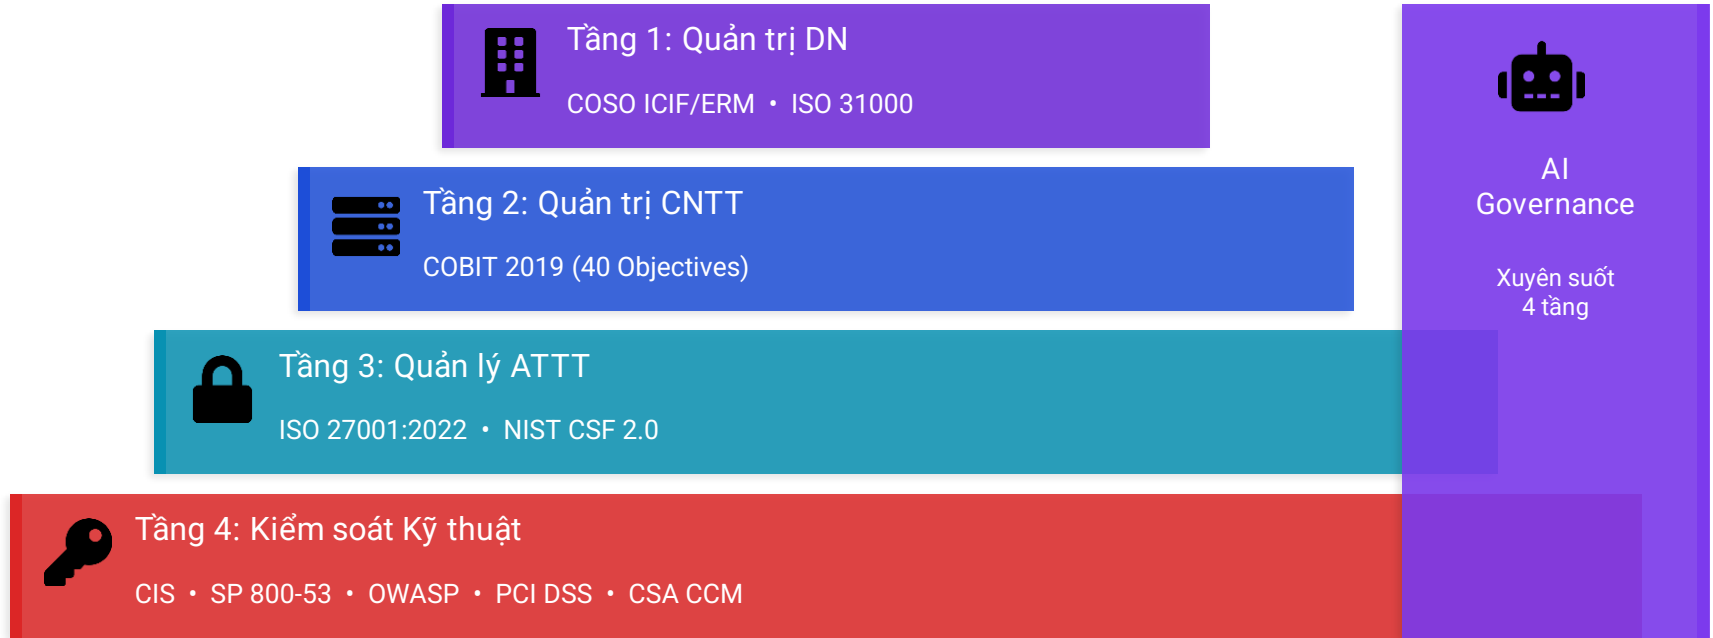 Tầng 1: Quản trị DN
COSO ICIF/ERM • ISO 31000
Tầng 2: Quản trị CNTT
COBIT 2019 (40 Objectives)
Tầng 3: Quản lý ATTT
ISO 27001:2022 • NIST CSF 2.0
Tầng 4: Kiểm soát Kỹ thuật
CIS • SP 800-53 • OWASP • PCI DSS • CSA CCM
AI
Governance
Xuyên suốt
4 tầng